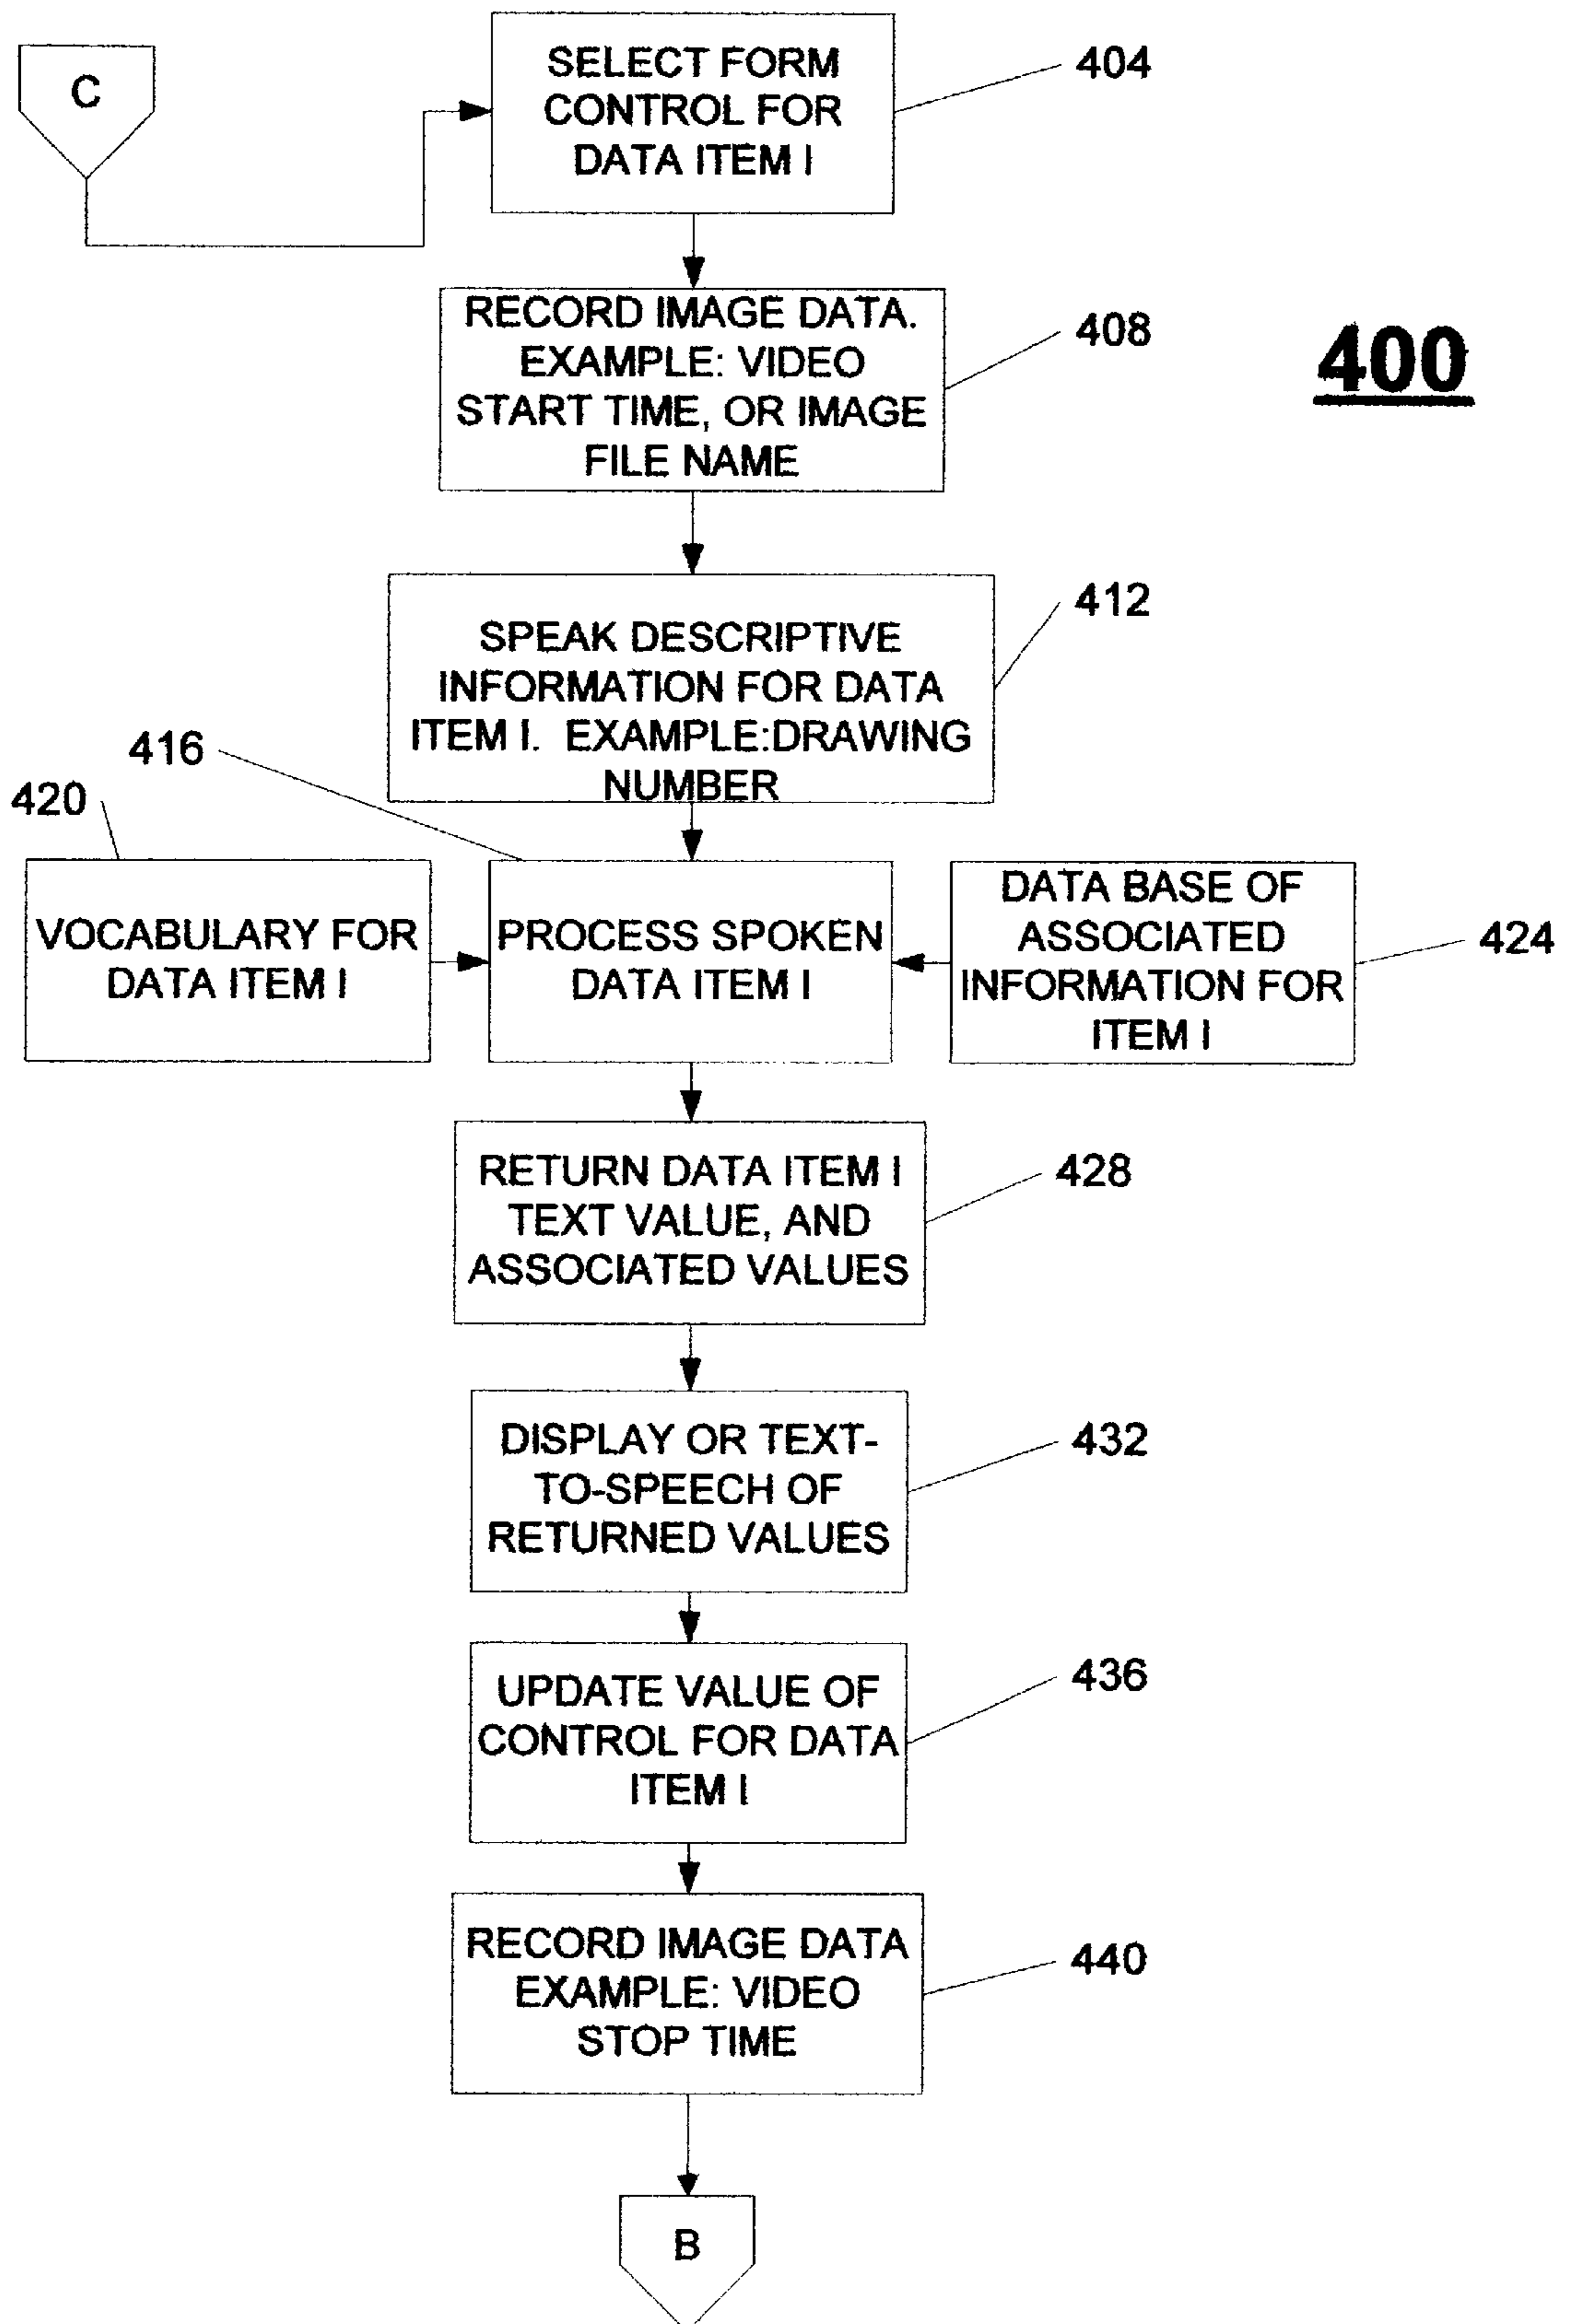 C
SELECT FORM
CONTROL FOR
DATA ITEM I
404
RECORD IMAGE DATA.
EXAMPLE: VIDEO
START TIME, OR IMAGE
FILE NAME
408
400
SPEAK DESCRIPTIVE
INFORMATION FOR DATA
ITEM I. EXAMPLE:DRAWING
NUMBER
412
416
420
VOCABULARY FOR
DATA ITEM I
PROCESS SPOKEN
DATA ITEM I
DATA BASE OF
ASSOCIATED
INFORMATION FOR
ITEM I
424
RETURN DATA ITEM I
TEXT VALUE, AND
ASSOCIATED VALUES
428
DISPLAY OR TEXT-
TO-SPEECH OF
RETURNED VALUES
432
UPDATE VALUE OF
CONTROL FOR DATA
ITEM I
436
RECORD IMAGE DATA
EXAMPLE: VIDEO
STOP TIME
440
B